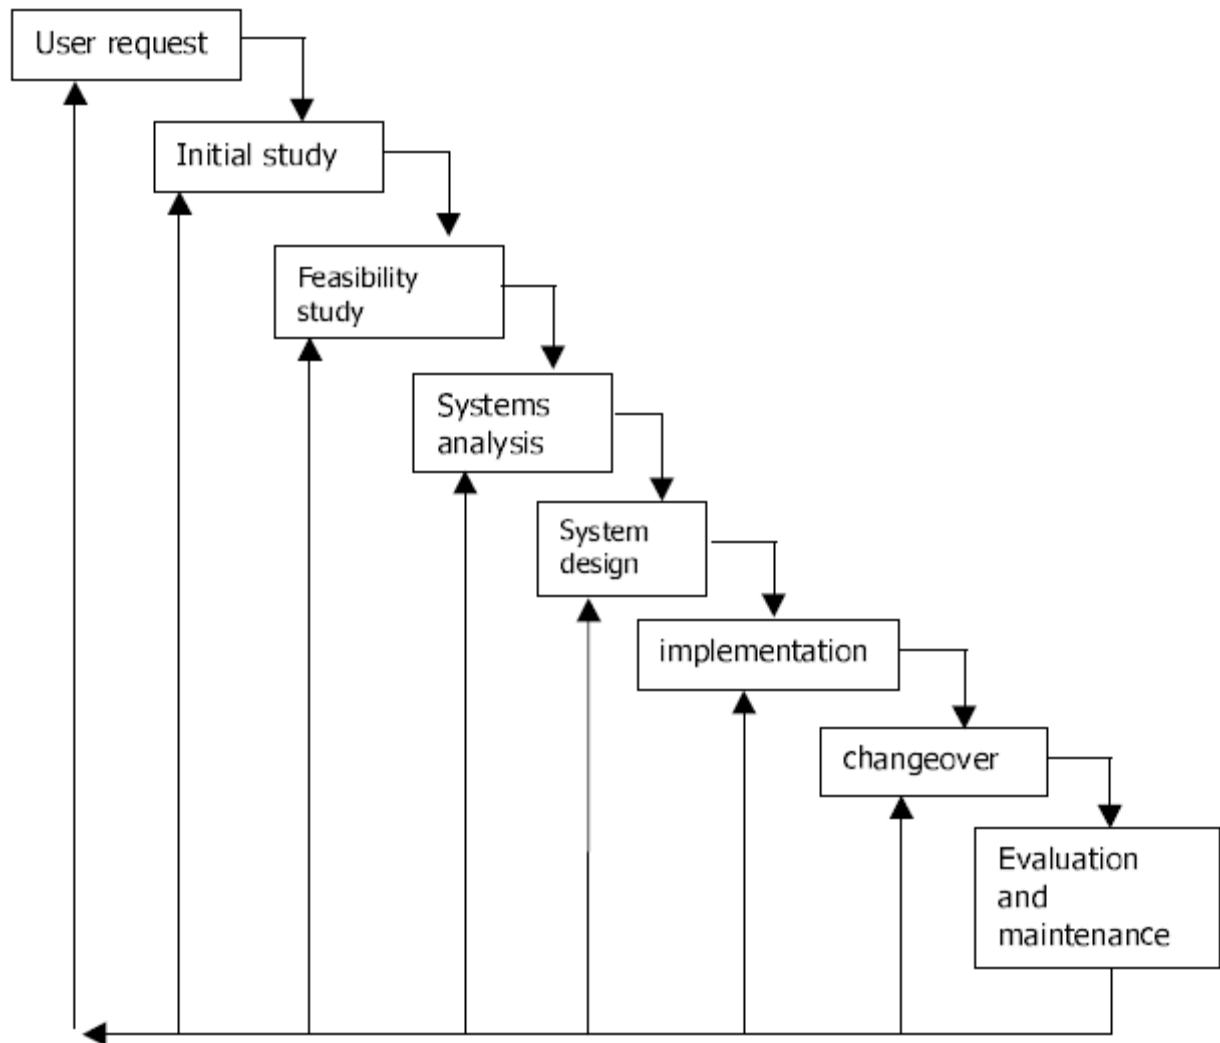 User request
Initial study
Feasibility
study
Systems
analysis
System
design
implementation
changeover
Evaluation
and
maintenance